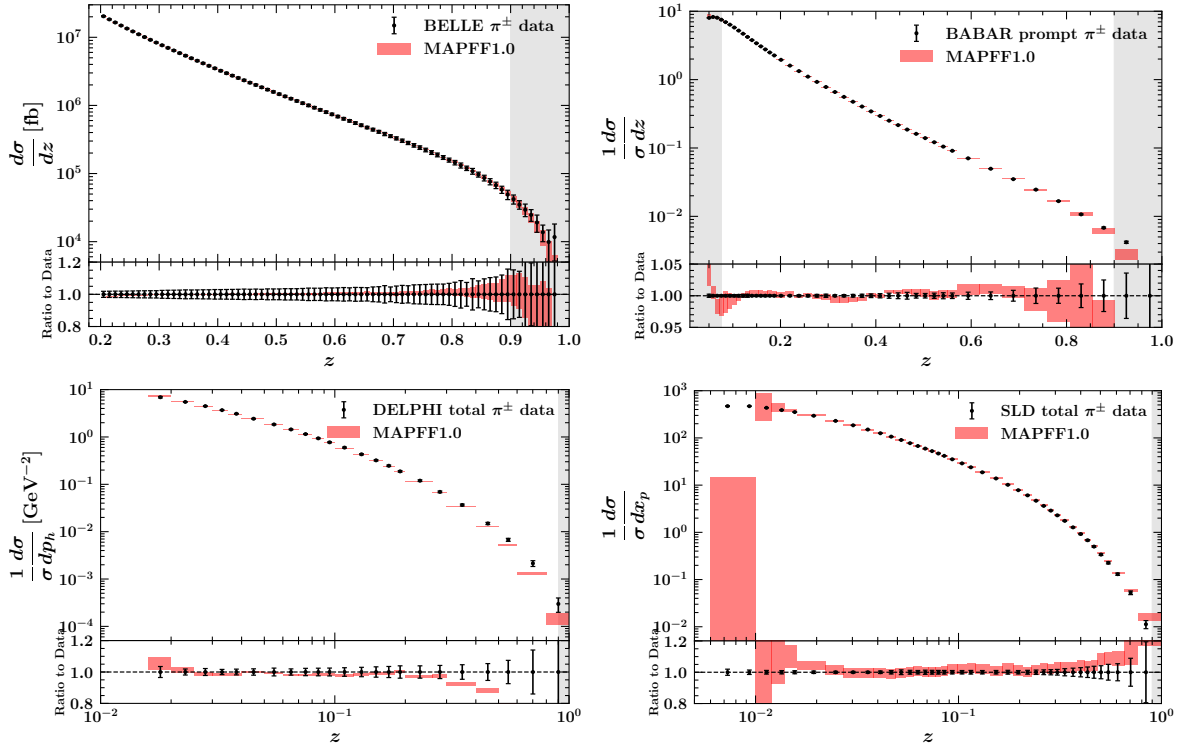 BELLE π± data
MAPFF1.0
dσ/dz [fb]
10^7
10^6
10^5
10^4
Ratio to Data
1.2
1.0
0.8
0.2 0.3 0.4 0.5 0.6 0.7 0.8 0.9 1.0
z
BABAR prompt π± data
MAPFF1.0
1/σ dσ/dz
10^1
10^0
10^−2
Ratio to Data
1.05
1.00
0.95
0.2 0.4 0.6 0.8 1.0
z
DELPHI total π± data
MAPFF1.0
1/σ dσ/dp_h [GeV^−2]
10^1
10^0
10^−1
10^−2
10^−3
10^−4
Ratio to Data
1.2
1.0
0.8
10^−2 10^−1 10^0
z
SLD total π± data
MAPFF1.0
1/σ dσ/dx_p
10^3
10^2
10^1
10^0
10^−1
10^−2
Ratio to Data
1.2
1.0
0.8
10^−2 10^−1 10^0
z